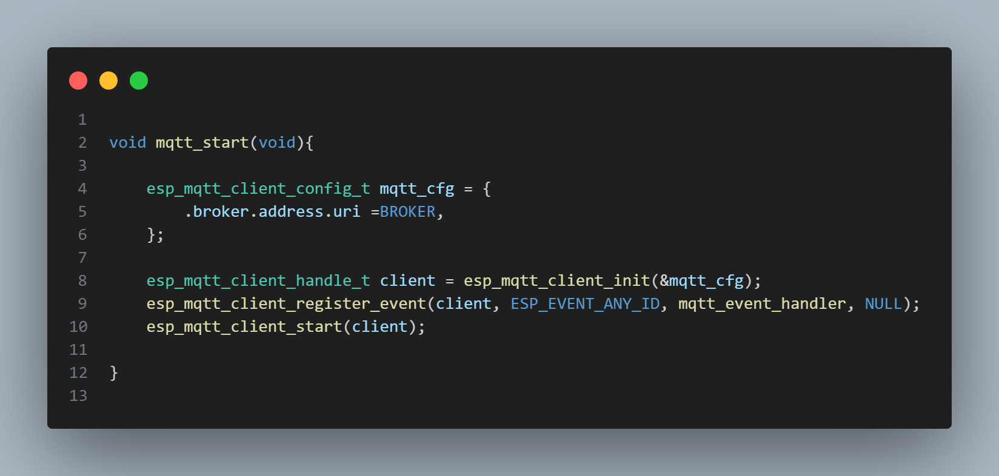 1
2 void mqtt_start(void){
3
4     esp_mqtt_client_config_t mqtt_cfg = {
5         .broker.address.uri =BROKER,
6     };
7
8     esp_mqtt_client_handle_t client = esp_mqtt_client_init(&mqtt_cfg);
9     esp_mqtt_client_register_event(client, ESP_EVENT_ANY_ID, mqtt_event_handler, NULL);
10     esp_mqtt_client_start(client);
11
12 }
13